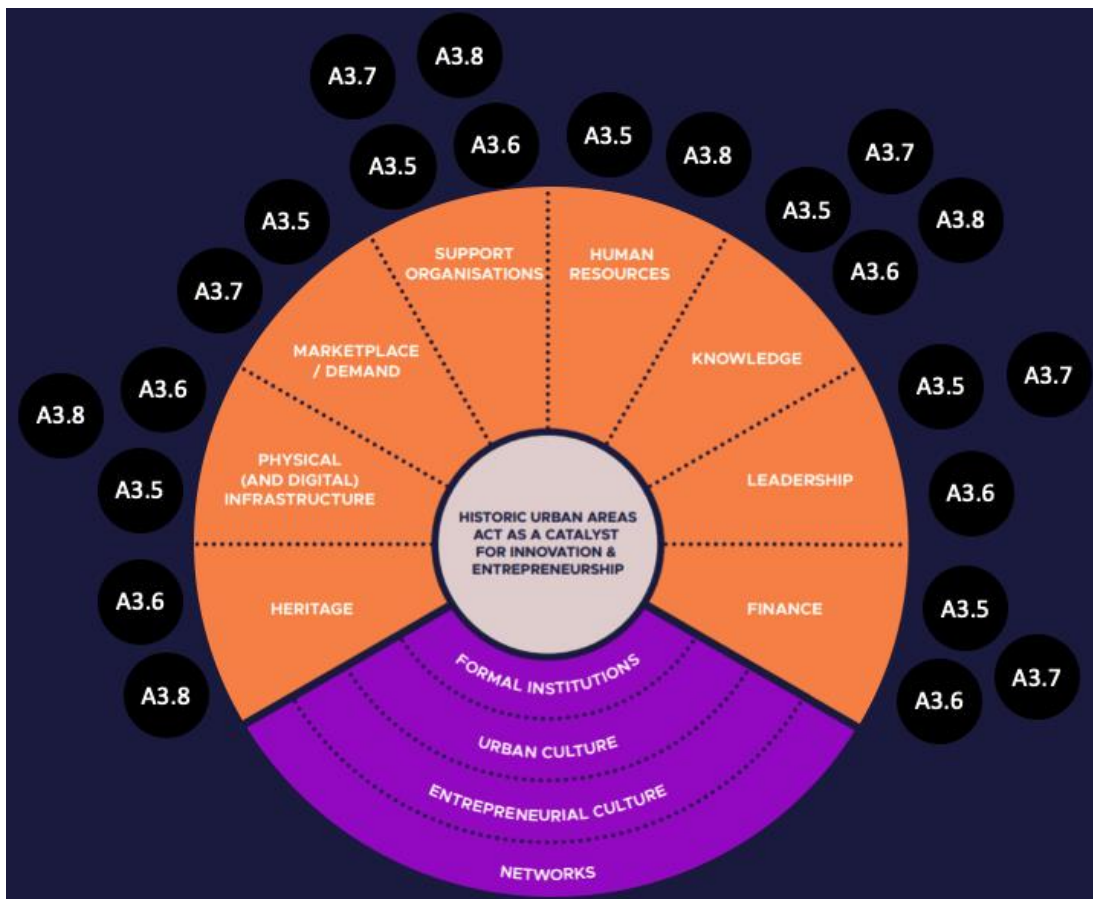 A3.8
A3.7
A3.6
A3.5
A3.5
A3.8
A3.7
A3.5
A3.8
A3.6
A3.5
A3.7
SUPPORT
ORGANISATIONS
HUMAN
RESOURCES
MARKETPLACE
/ DEMAND
KNOWLEDGE
A3.6
A3.8
A3.5
A3.5
A3.7
A3.6
PHYSICAL
(AND DIGITAL)
INFRASTRUCTURE
LEADERSHIP
HISTORIC URBAN AREAS
ACT AS A CATALYST
FOR INNOVATION &
ENTREPRENEURSHIP
A3.6
A3.8
HERITAGE
FINANCE
A3.5
A3.7
A3.6
FORMAL INSTITUTIONS
URBAN CULTURE
ENTREPRENEURIAL CULTURE
NETWORKS